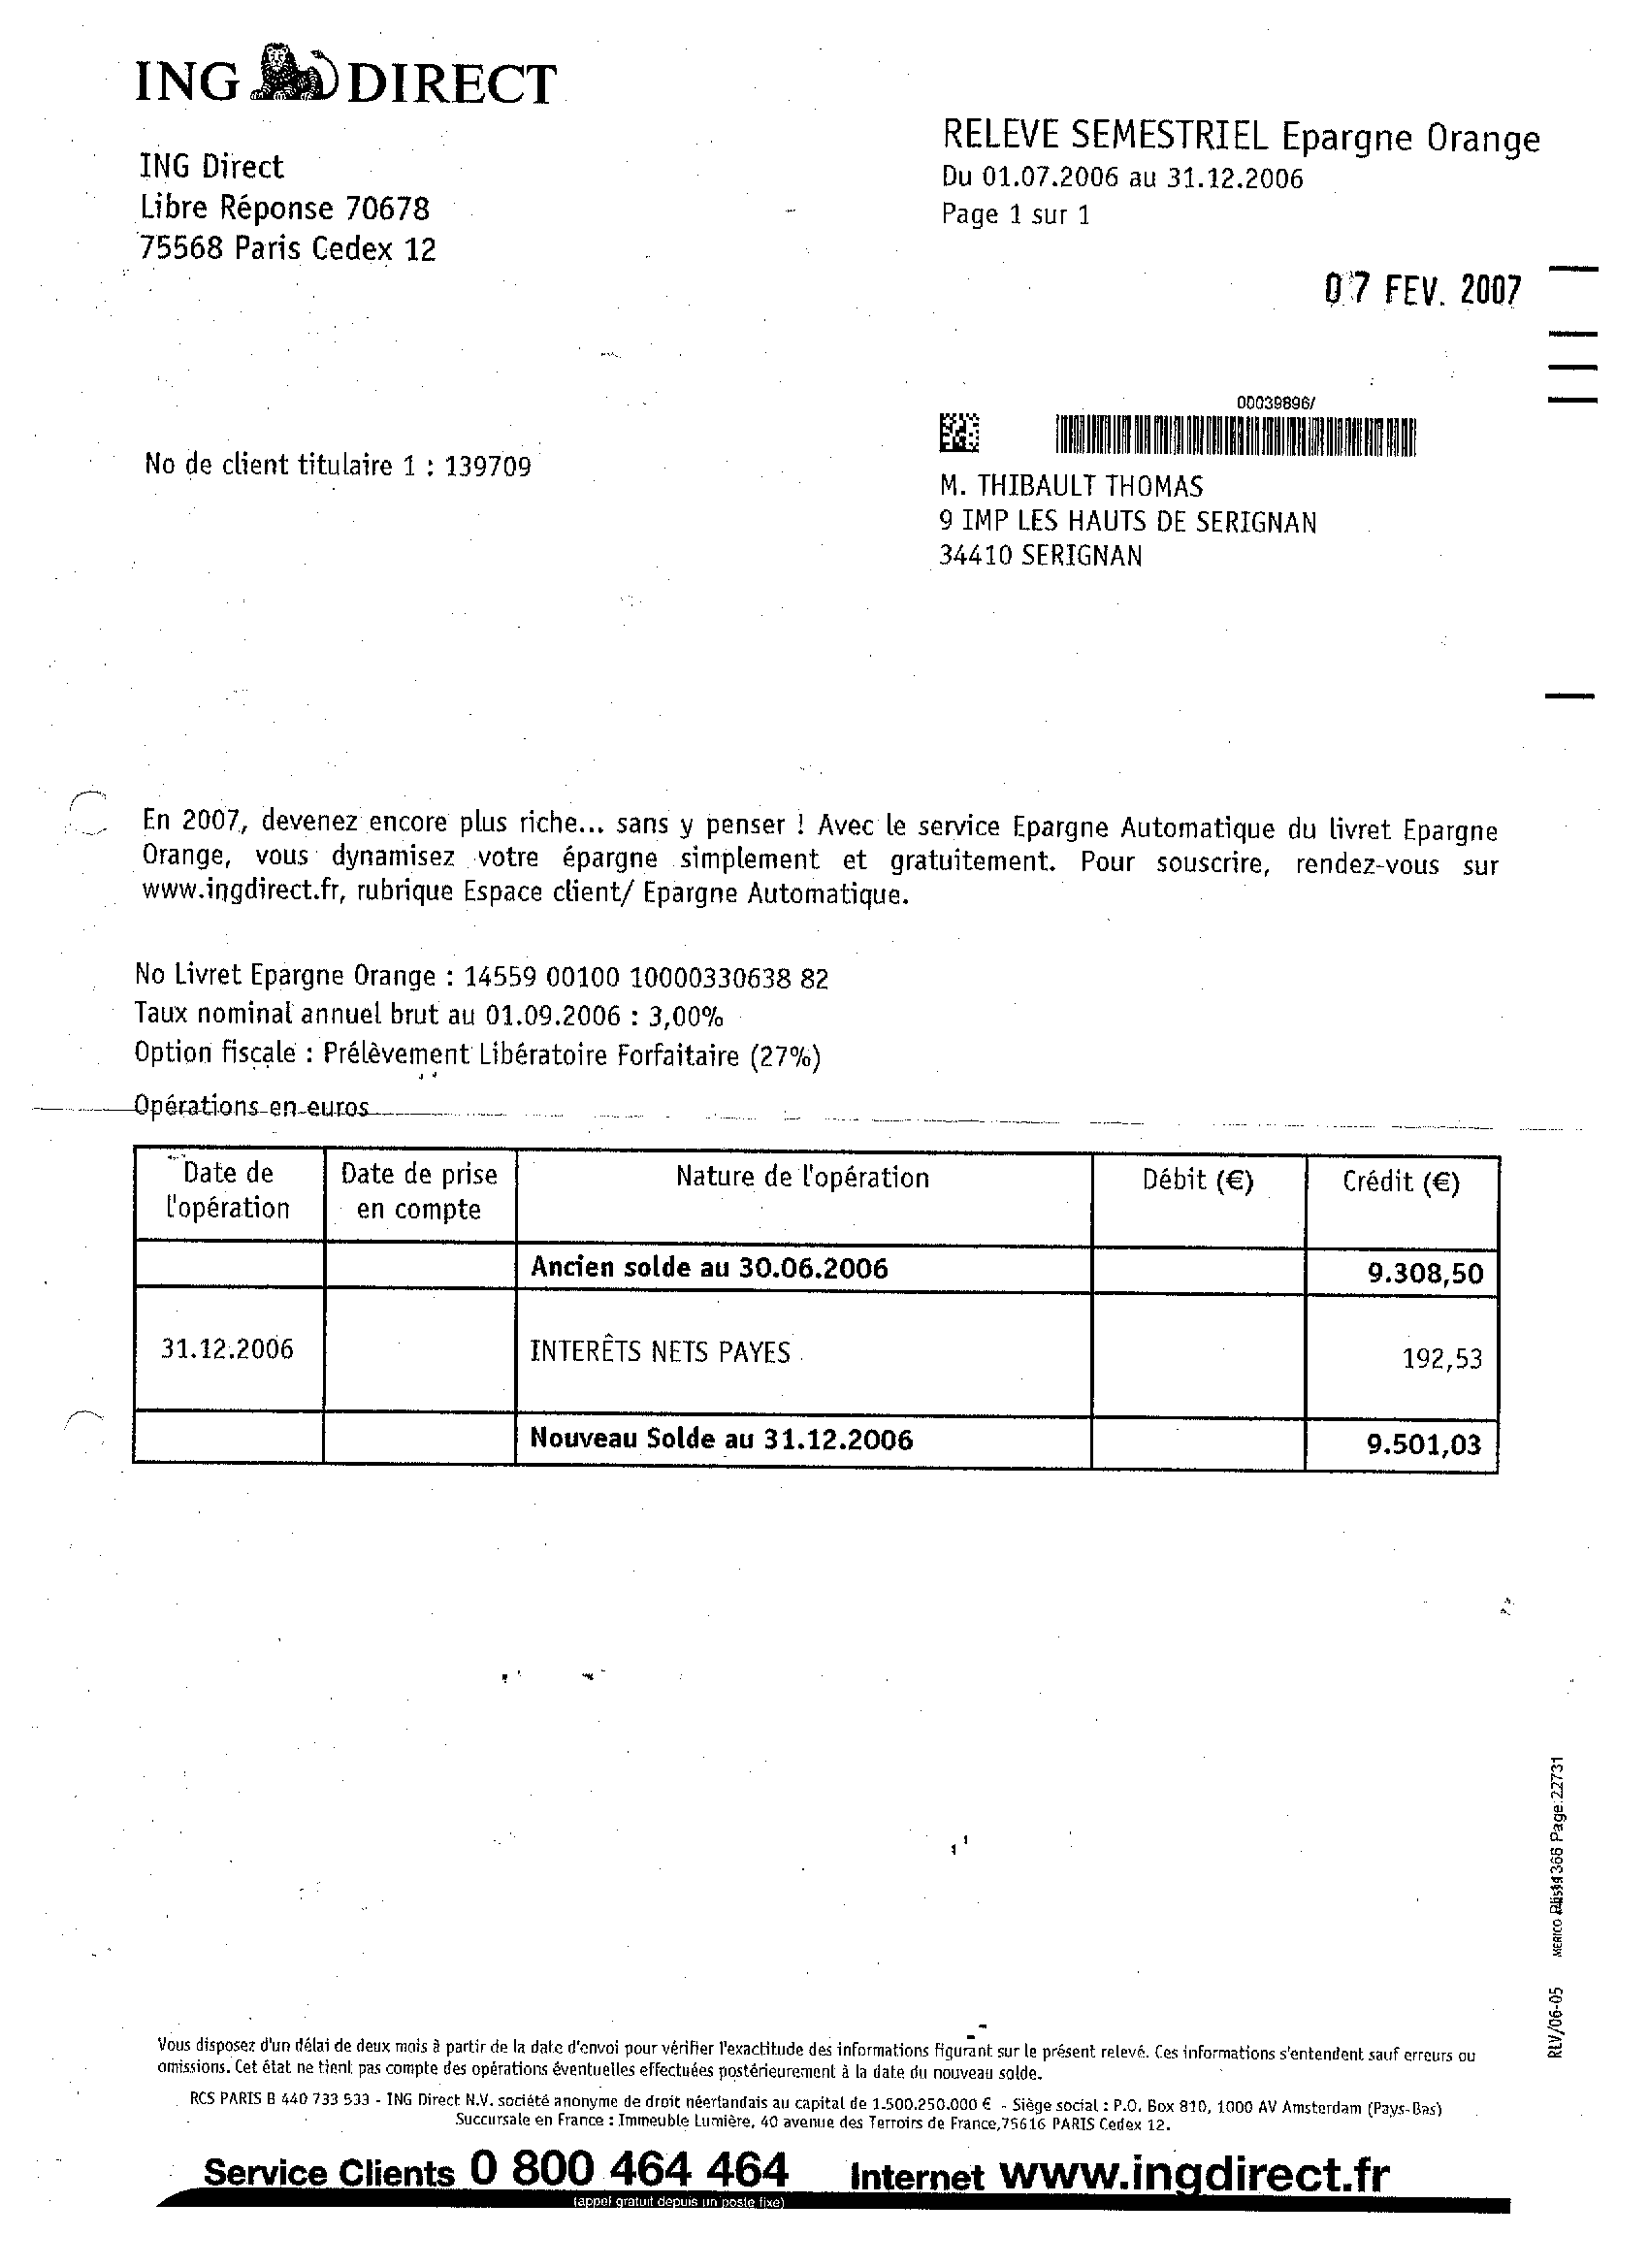 ING DIRECT
ING Direct
Libre Réponse 70678
75568 Paris Cedex 12
RELEVE SEMESTRIEL Epargne Orange
Du 01.07.2006 au 31.12.2006
Page 1 sur 1
07 FEV. 2007
00039896/
No de client titulaire 1 : 139709
M. THIBAULT THOMAS
9 IMP LES HAUTS DE SERIGNAN
34410 SERIGNAN
En 2007, devenez encore plus riche... sans y penser ! Avec le service Epargne Automatique du livret Epargne
Orange, vous dynamisez votre épargne simplement et gratuitement. Pour souscrire, rendez-vous sur
www.ingdirect.fr, rubrique Espace client/ Epargne Automatique.
No Livret Epargne Orange : 14559 00100 10000330638 82
Taux nominal annuel brut au 01.09.2006 : 3,00%
Option fiscale : Prélèvement Libératoire Forfaitaire (27%)
Opérations en euros
Date de l'opération Date de prise en compte Nature de l'opération Débit (€) Crédit (€)
Ancien solde au 30.06.2006 9.308,50
31.12.2006 INTERÊTS NETS PAYES 192,53
Nouveau Solde au 31.12.2006 9.501,03
RLV/06-05 MERICO 366 Page:22731
Vous disposez d'un délai de deux mois à partir de la date d'envoi pour vérifier l'exactitude des informations figurant sur le présent relevé. Ces informations s'entendent sauf erreurs ou
omissions. Cet état ne tient pas compte des opérations éventuelles effectuées postérieurement à la date du nouveau solde.
RCS PARIS B 440 733 533 - ING Direct N.V. société anonyme de droit néerlandais au capital de 1.500.250.000 € - Siège social : P.O. Box 810, 1000 AV Amsterdam (Pays-Bas)
Succursale en France : Immeuble Lumière, 40 avenue des Terroirs de France,75616 PARIS Cedex 12.
Service Clients 0 800 464 464 Internet www.ingdirect.fr
(appel gratuit depuis un poste fixe)